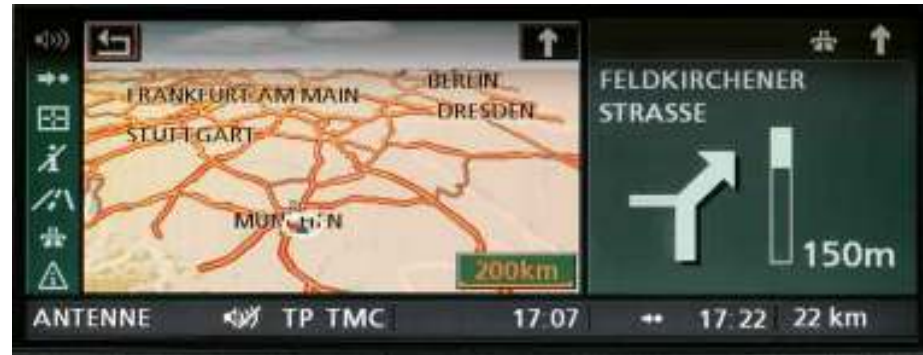 BERLIN
FRANKFURT AM MAIN
DRESDEN
STUTTGART
MÜNCHEN
200km
FELDKIRCHENER
STRASSE
150m
ANTENNE TP TMC 17:07 17:22 22 km